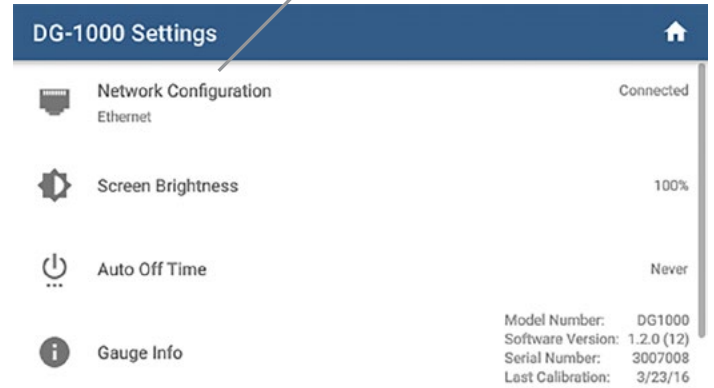 DG-1000 Settings
Network Configuration
Connected
Ethernet
Screen Brightness
100%
Auto Off Time
Never
Gauge Info
Model Number: DG1000
Software Version: 1.2.0 (12)
Serial Number: 3007008
Last Calibration: 3/23/16